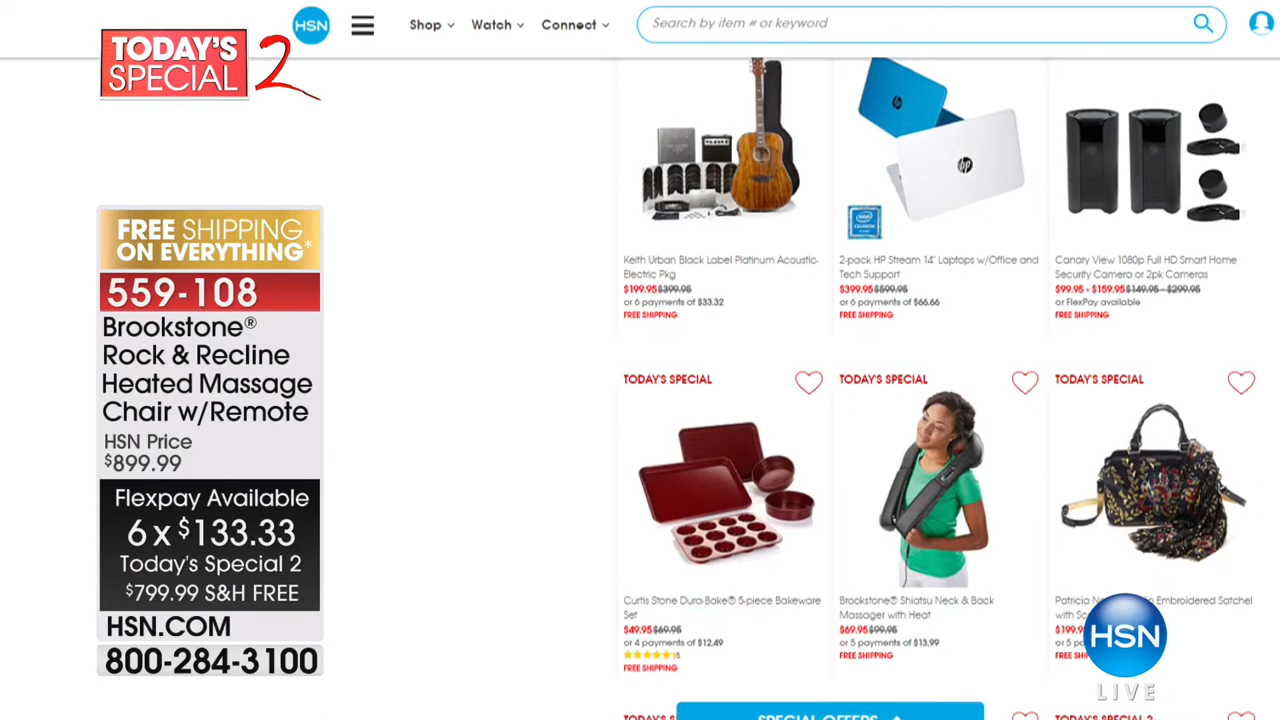 HSN
Shop
Watch
Connect
Search by item # or keyword
TODAY'S
SPECIAL 2
FREE SHIPPING
ON EVERYTHING*
559-108
Brookstone®
Rock & Recline
Heated Massage
Chair w/Remote
HSN Price
$899.99
Flexpay Available
6 x $133.33
Today's Special 2
$799.99 S&H FREE
HSN.COM
800-284-3100
hp
hp
intel
CELERON
Keith Urban Black Label Platinum Acoustic-
Electric Pkg
$199.95 $399.95
or 6 payments of $33.32
FREE SHIPPING
2-pack HP Stream 14" Laptops w/Office and
Tech Support
$399.95 $599.95
or 6 payments of $66.66
FREE SHIPPING
Canary View 1080p Full HD Smart Home
Security Camera or 2pk Cameras
$99.95 - $159.95 $149.95 - $299.95
or FlexPay available
FREE SHIPPING
TODAY'S SPECIAL
Curtis Stone Dura-Bake® 5-piece Bakeware
Set
$49.95 $69.95
or 4 payments of $12.49
FREE SHIPPING
TODAY'S SPECIAL
Brookstone® Shiatsu Neck & Back
Massager with Heat
$69.95 $99.95
or 5 payments of $13.99
FREE SHIPPING
TODAY'S SPECIAL
Patricia Embroidered Satchel
with
$199.9
or 5
FREE
HSN
LIVE
TODAY'S
SPECIAL OFFERS
TODAY'S SPECIAL 2